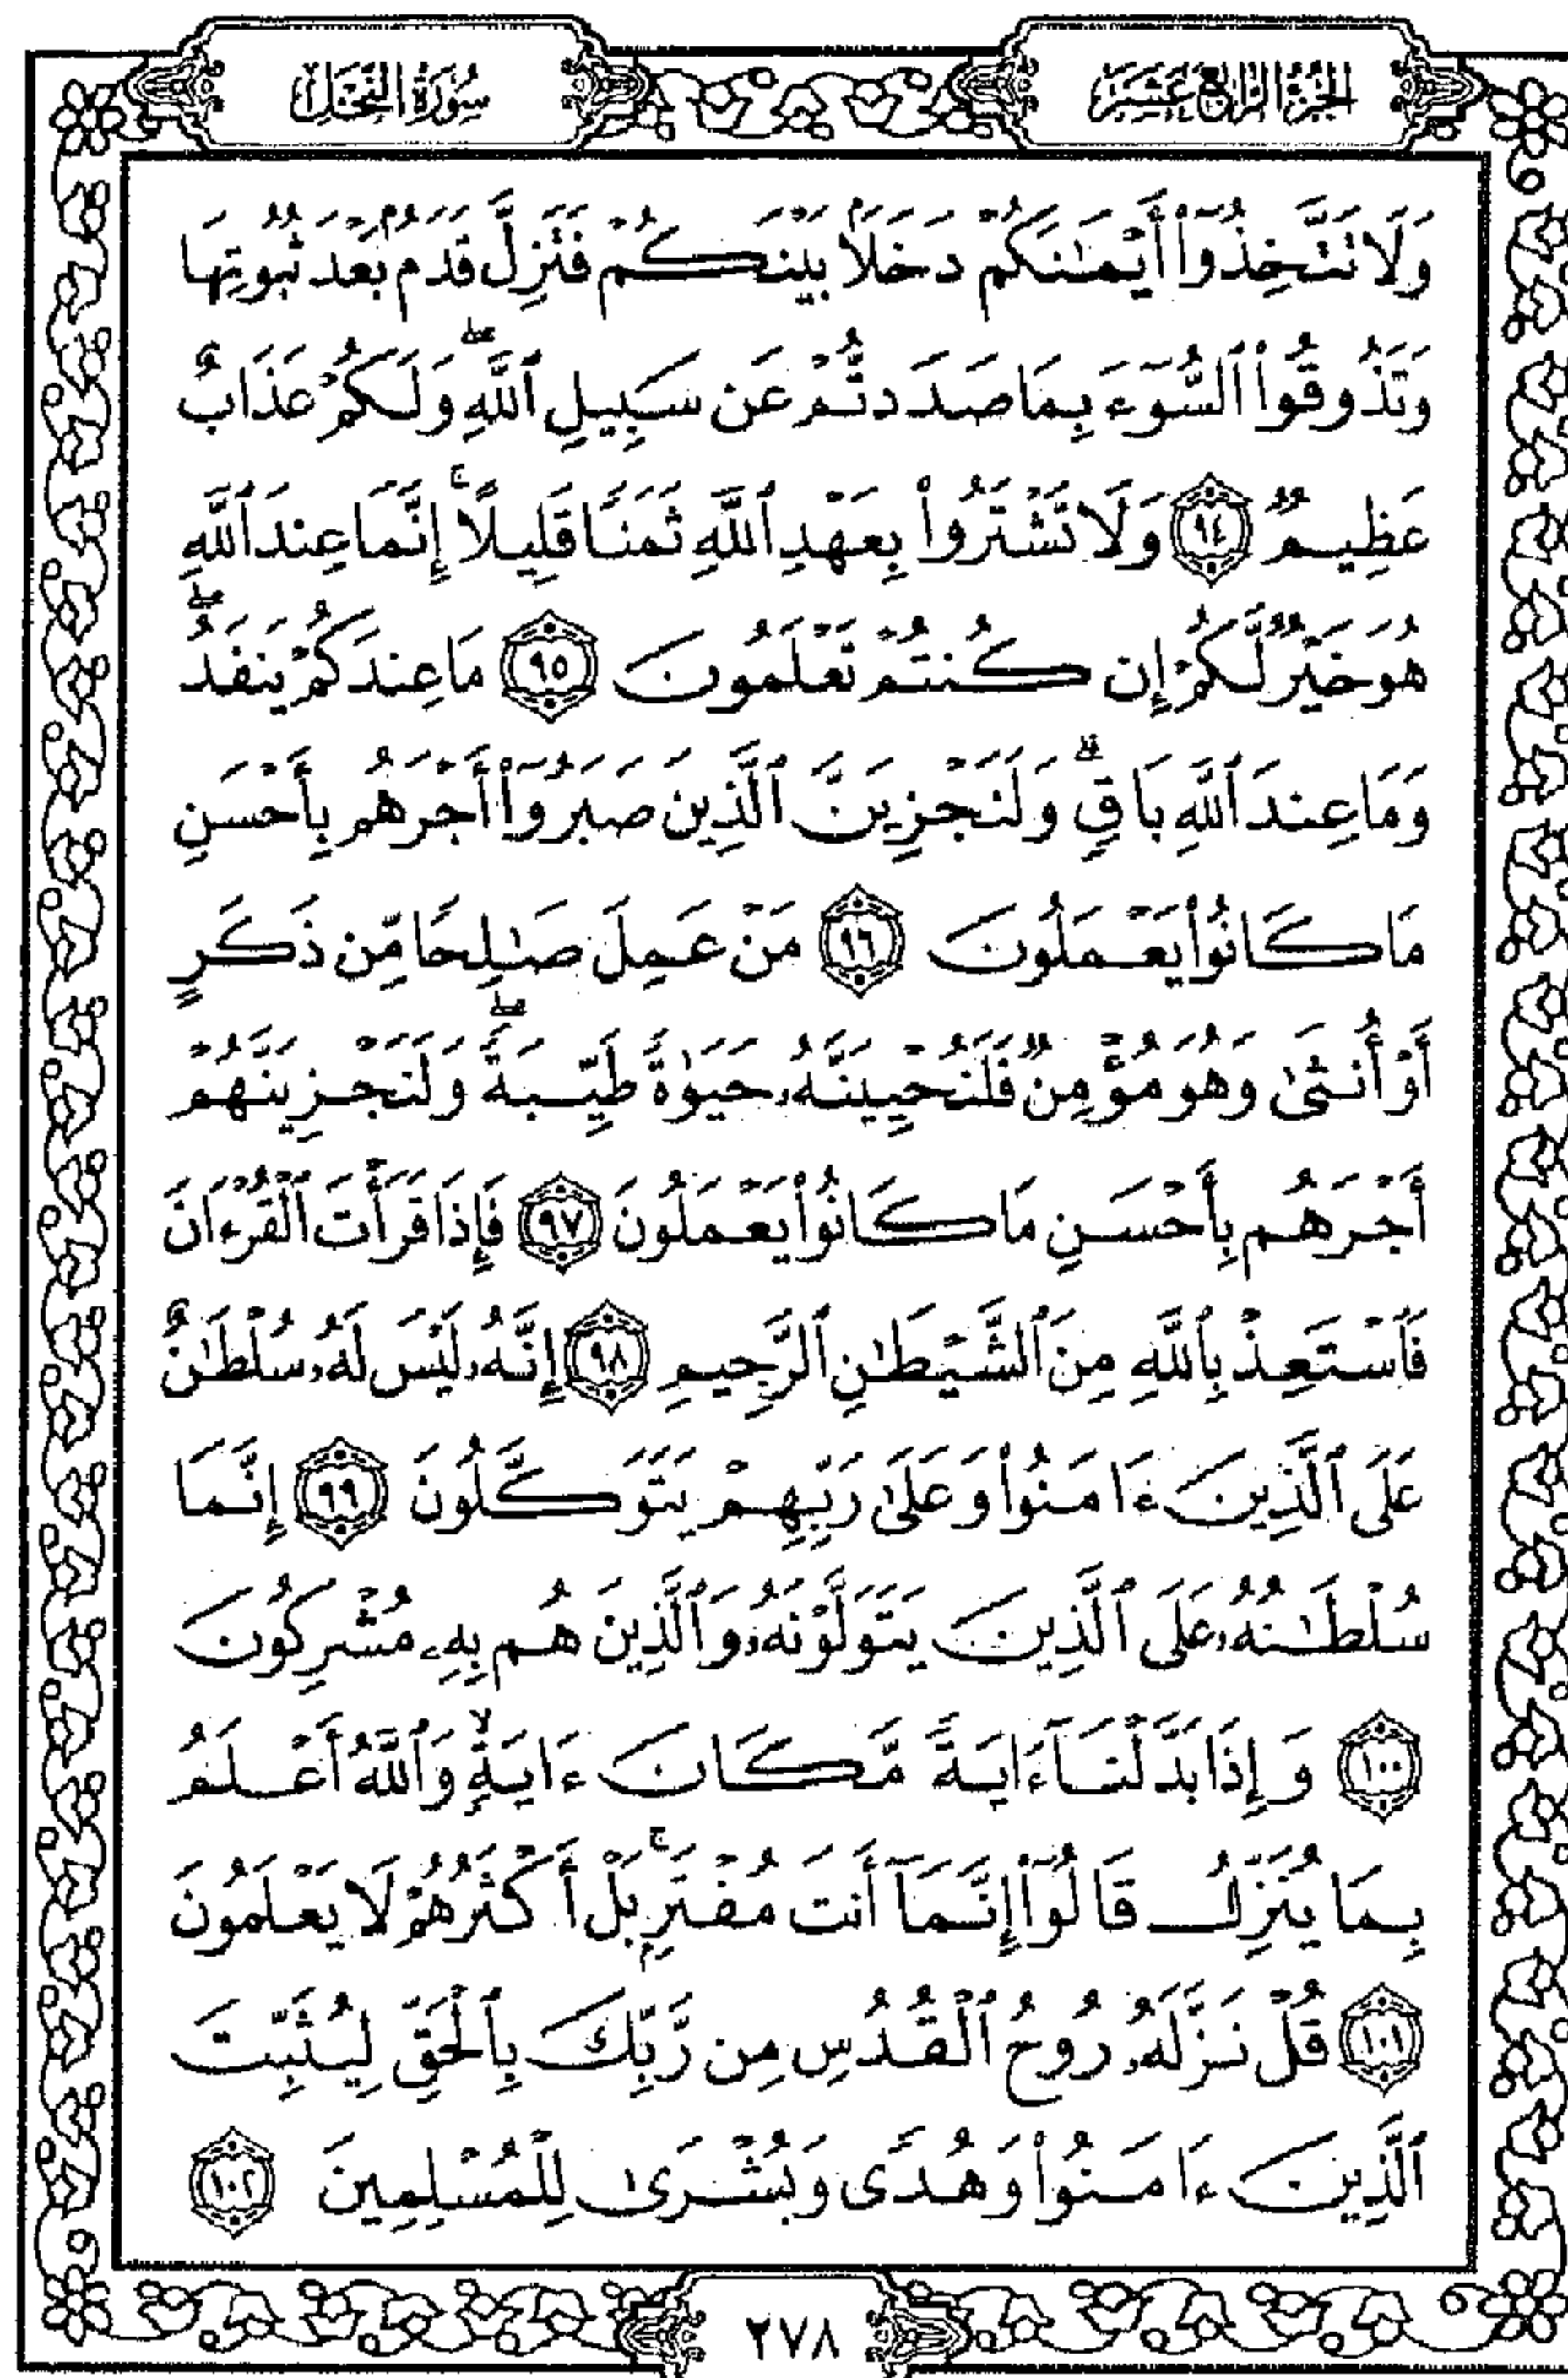 الجزء الرابع عشر
سورة النحل
وَلَا تَتَّخِذُوٓا۟ أَيْمَـٰنَكُمْ دَخَلًۢا بَيْنَكُمْ فَتَزِلَّ قَدَمٌۢ بَعْدَ ثُبُوتِهَا
وَتَذُوقُوا۟ ٱلسُّوٓءَ بِمَا صَدَدتُّمْ عَن سَبِيلِ ٱللَّهِ ۖ وَلَكُمْ عَذَابٌ
عَظِيمٌ ﴿٩٤﴾ وَلَا تَشْتَرُوا۟ بِعَهْدِ ٱللَّهِ ثَمَنًا قَلِيلًا ۚ إِنَّمَا عِندَ ٱللَّهِ
هُوَ خَيْرٌ لَّكُمْ إِن كُنتُمْ تَعْلَمُونَ ﴿٩٥﴾ مَا عِندَكُمْ يَنفَدُ ۖ
وَمَا عِندَ ٱللَّهِ بَاقٍ ۗ وَلَنَجْزِيَنَّ ٱلَّذِينَ صَبَرُوٓا۟ أَجْرَهُم بِأَحْسَنِ
مَا كَانُوا۟ يَعْمَلُونَ ﴿٩٦﴾ مَنْ عَمِلَ صَـٰلِحًا مِّن ذَكَرٍ
أَوْ أُنثَىٰ وَهُوَ مُؤْمِنٌ فَلَنُحْيِيَنَّهُۥ حَيَوٰةً طَيِّبَةً ۖ وَلَنَجْزِيَنَّهُمْ
أَجْرَهُم بِأَحْسَنِ مَا كَانُوا۟ يَعْمَلُونَ ﴿٩٧﴾ فَإِذَا قَرَأْتَ ٱلْقُرْءَانَ
فَٱسْتَعِذْ بِٱللَّهِ مِنَ ٱلشَّيْطَـٰنِ ٱلرَّجِيمِ ﴿٩٨﴾ إِنَّهُۥ لَيْسَ لَهُۥ سُلْطَـٰنٌ
عَلَى ٱلَّذِينَ ءَامَنُوا۟ وَعَلَىٰ رَبِّهِمْ يَتَوَكَّلُونَ ﴿٩٩﴾ إِنَّمَا
سُلْطَـٰنُهُۥ عَلَى ٱلَّذِينَ يَتَوَلَّوْنَهُۥ وَٱلَّذِينَ هُم بِهِۦ مُشْرِكُونَ
﴿١٠٠﴾ وَإِذَا بَدَّلْنَآ ءَايَةً مَّكَانَ ءَايَةٍ ۙ وَٱللَّهُ أَعْلَمُ
بِمَا يُنَزِّلُ قَالُوٓا۟ إِنَّمَآ أَنتَ مُفْتَرٍۭ ۚ بَلْ أَكْثَرُهُمْ لَا يَعْلَمُونَ
﴿١٠١﴾ قُلْ نَزَّلَهُۥ رُوحُ ٱلْقُدُسِ مِن رَّبِّكَ بِٱلْحَقِّ لِيُثَبِّتَ
ٱلَّذِينَ ءَامَنُوا۟ وَهُدًى وَبُشْرَىٰ لِلْمُسْلِمِينَ ﴿١٠٢﴾
٢٧٨